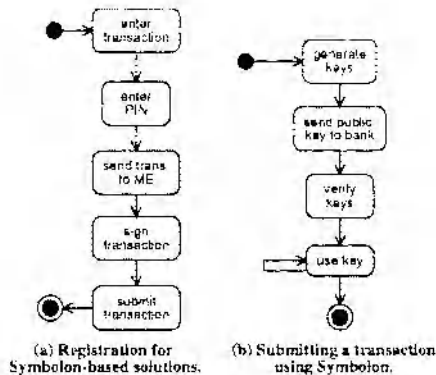 enter
transaction
enter
PIN
send trans
to ME
sign
transaction
submit
transaction
(a) Registration for
Symbolon-based solutions.
generate
keys
send public
key to bank
verify
keys
use key
(b) Submitting a transaction
using Symbolon.